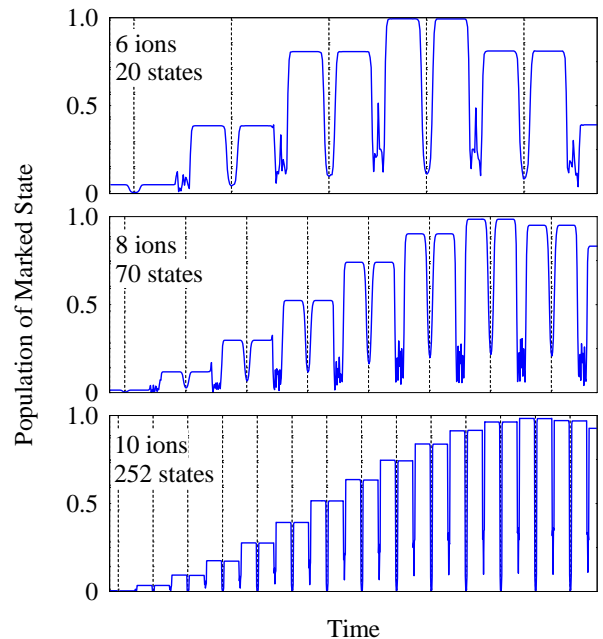 1.0
6 ions
20 states
0.5
0
1.0
8 ions
70 states
0.5
0
1.0
10 ions
252 states
0.5
0
Population of Marked State
Time